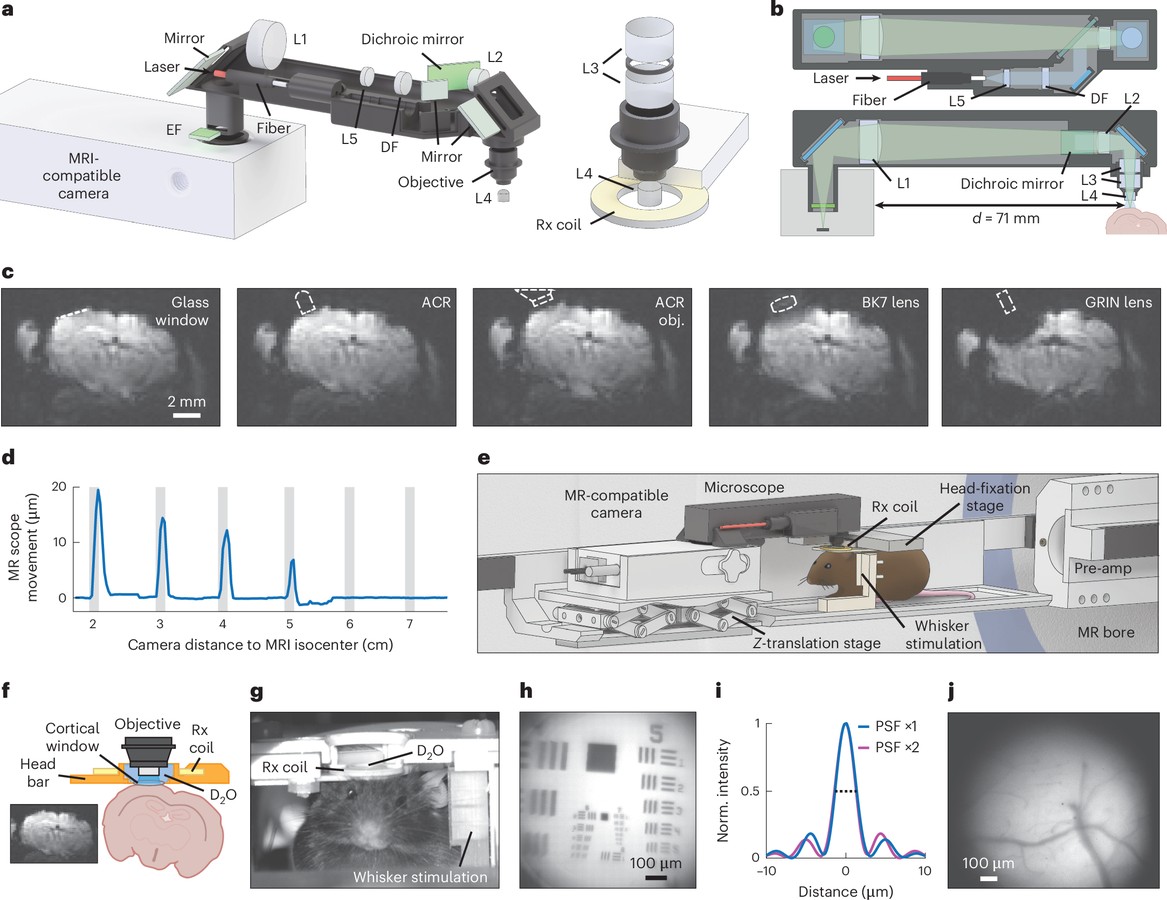 a
Mirror
Laser
L1
Dichroic mirror
L2
EF
Fiber
L5
DF
Mirror
Objective
L4
MRI-
compatible
camera
L3
L4
Rx coil
b
Laser
Fiber
L5
DF
L2
L1
Dichroic mirror
L3
L4
d = 71 mm
c
Glass
window
2 mm
ACR
ACR
obj.
BK7 lens
GRIN lens
d
MR scope
movement (μm)
20
10
0
2 3 4 5 6 7
Camera distance to MRI isocenter (cm)
e
MR-compatible
camera
Microscope
Rx coil
Head-fixation
stage
Pre-amp
Z-translation stage
Whisker
stimulation
MR bore
f
Objective
Cortical
window
Rx
coil
Head
bar
D2O
g
Rx coil
D2O
Whisker stimulation
h
5
1
2
3
4
100 μm
i
PSF ×1
PSF ×2
Norm. intensity
1
0.5
0
–10 0 10
Distance (μm)
j
100 μm